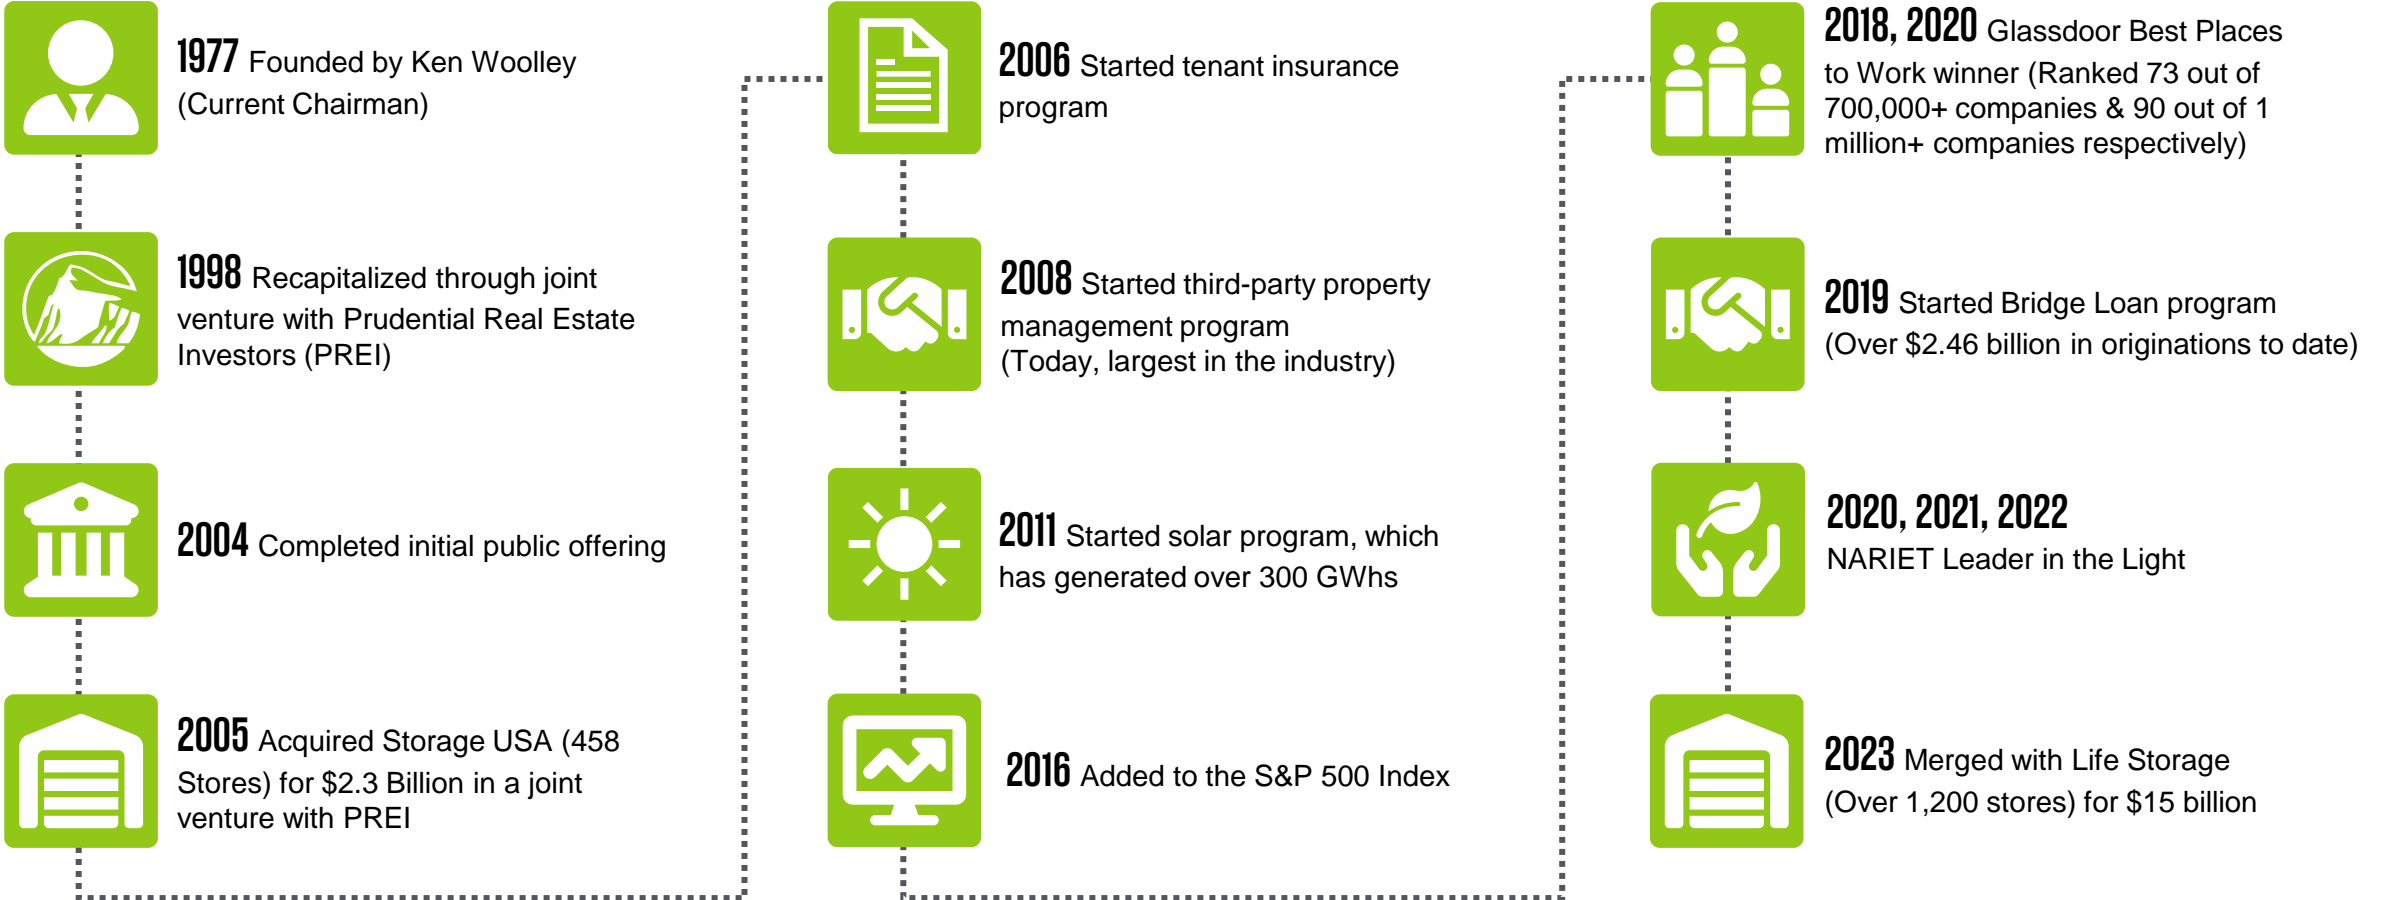 1977 Founded by Ken Woolley
(Current Chairman)
1998 Recapitalized through joint
venture with Prudential Real Estate
Investors (PREI)
2004 Completed initial public offering
2005 Acquired Storage USA (458
Stores) for $2.3 Billion in a joint
venture with PREI
2006 Started tenant insurance
program
2008 Started third-party property
management program
(Today, largest in the industry)
2011 Started solar program, which
has generated over 300 GWhs
2016 Added to the S&P 500 Index
2018, 2020 Glassdoor Best Places
to Work winner (Ranked 73 out of
700,000+ companies & 90 out of 1
million+ companies respectively)
2019 Started Bridge Loan program
(Over $2.46 billion in originations to date)
2020, 2021, 2022
NARIET Leader in the Light
2023 Merged with Life Storage
(Over 1,200 stores) for $15 billion